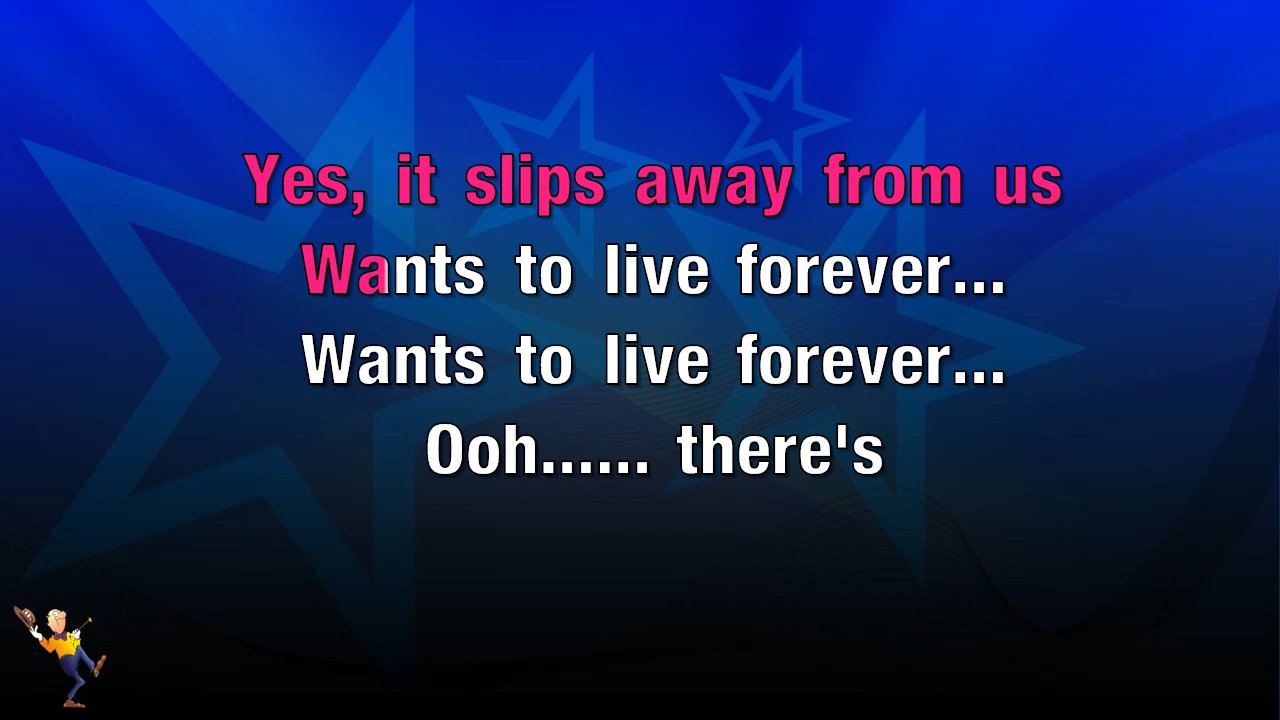 Yes, it slips away from us
Wants to live forever...
Wants to live forever...
Ooh...... there's